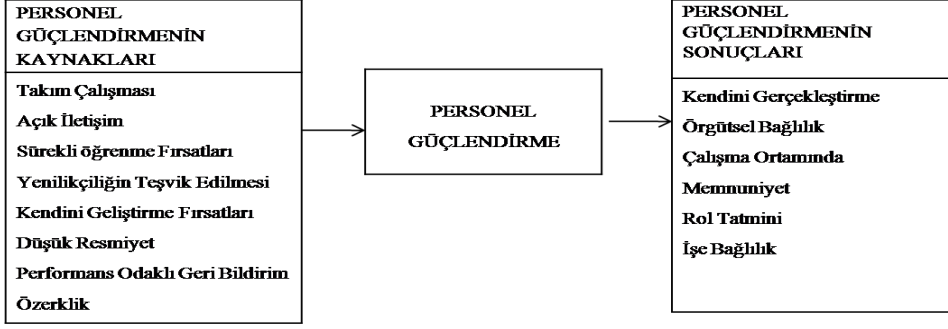 PERSONEL
GÜÇLENDİRMENİN
KAYNAKLARI
Takım Çalışması
Açık İletişim
Sürekli öğrenme Fırsatları
Yenilikçiliğin Teşvik Edilmesi
Kendini Geliştirme Fırsatları
Düşük Resmiyet
Performans Odaklı Geri Bildirim
Özerklik
PERSONEL
GÜÇLENDİRME
PERSONEL
GÜÇLENDİRMENİN
SONUÇLARI
Kendini Gerçekleştirme
Örgütsel Bağlılık
Çalışma Ortamında
Memnuniyet
Rol Tatmini
İşe Bağlılık